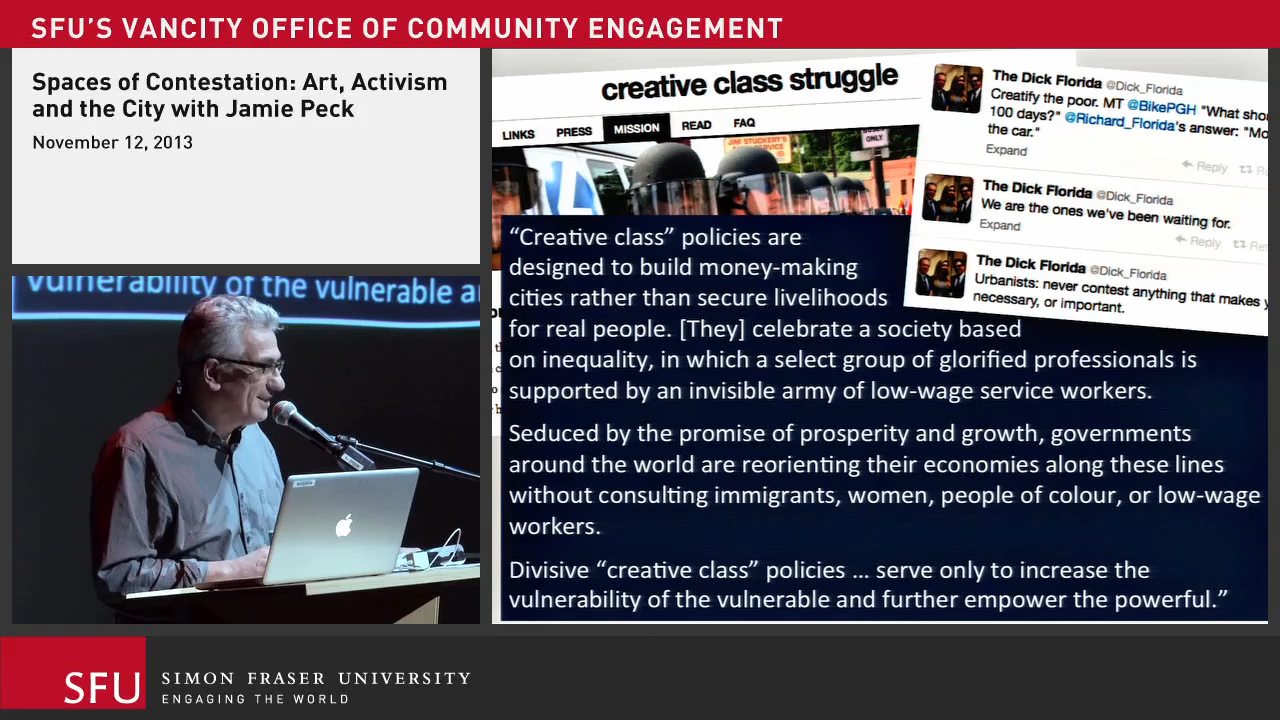 SFU'S VANCITY OFFICE OF COMMUNITY ENGAGEMENT
Spaces of Contestation: Art, Activism
and the City with Jamie Peck
November 12, 2013
vulnerability of the vulnerable a
creative class struggle
LINKS PRESS MISSION READ FAQ
JIM STUCKERT'S
ONLY
The Dick Florida @Dick_Florida
Creatify the poor. MT @BikePGH "What
100 days?" @Richard_Florida's answer:
the car."
Expand
Reply
The Dick Florida @Dick_Florida
We are the ones we've been waiting for.
Expand
Reply
The Dick Florida @Dick_Florida
Urbanists: never contest anything that makes
necessary, or important.
“Creative class” policies are
designed to build money-making
cities rather than secure livelihoods
for real people. [They] celebrate a society based
on inequality, in which a select group of glorified professionals is
supported by an invisible army of low-wage service workers.
Seduced by the promise of prosperity and growth, governments
around the world are reorienting their economies along these lines
without consulting immigrants, women, people of colour, or low-wage
workers.
Divisive “creative class” policies … serve only to increase the
vulnerability of the vulnerable and further empower the powerful.”
SFU
SIMON FRASER UNIVERSITY
ENGAGING THE WORLD